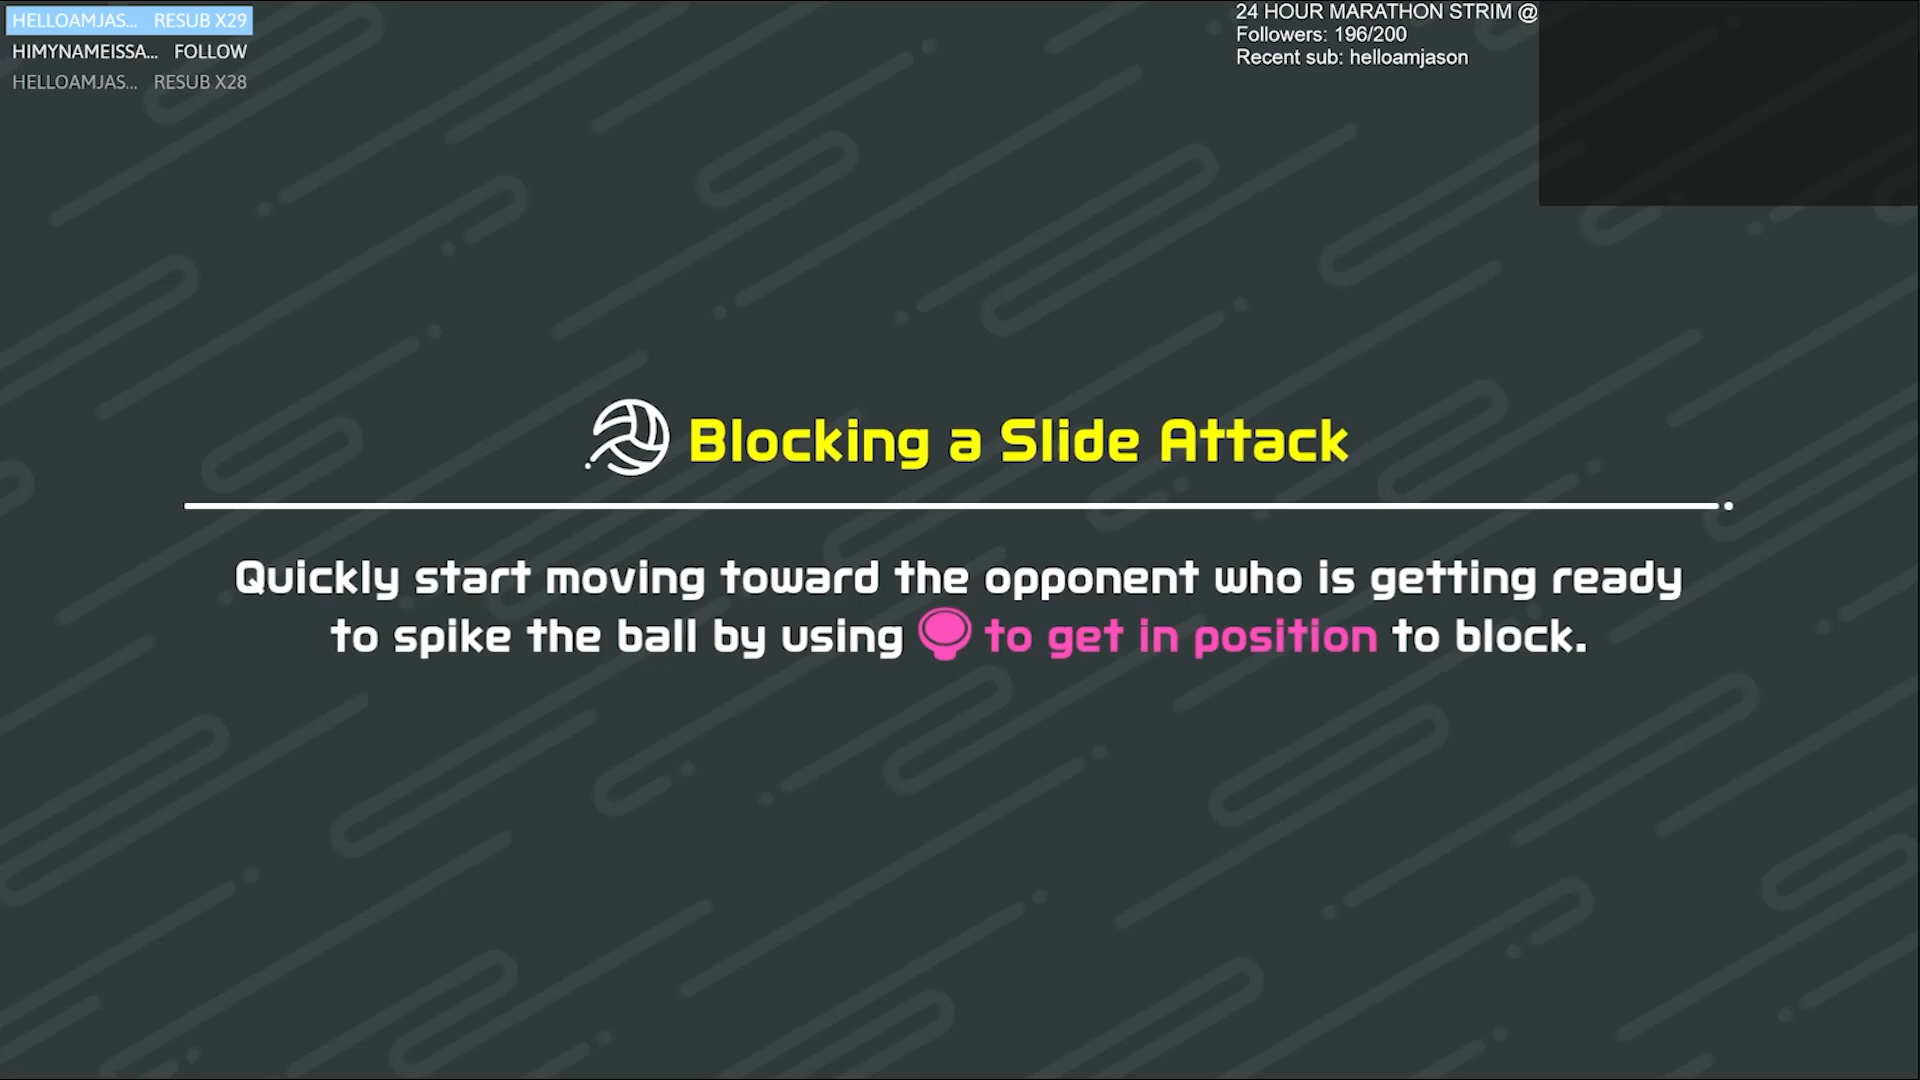 HELLOAMJAS... RESUB X29
HIMYNAMEISSA... FOLLOW
HELLOAMJAS... RESUB X28
24 HOUR MARATHON STRIM @
Followers: 196/200
Recent sub: helloamjason
Blocking a Slide Attack
Quickly start moving toward the opponent who is getting ready
to spike the ball by using to get in position to block.